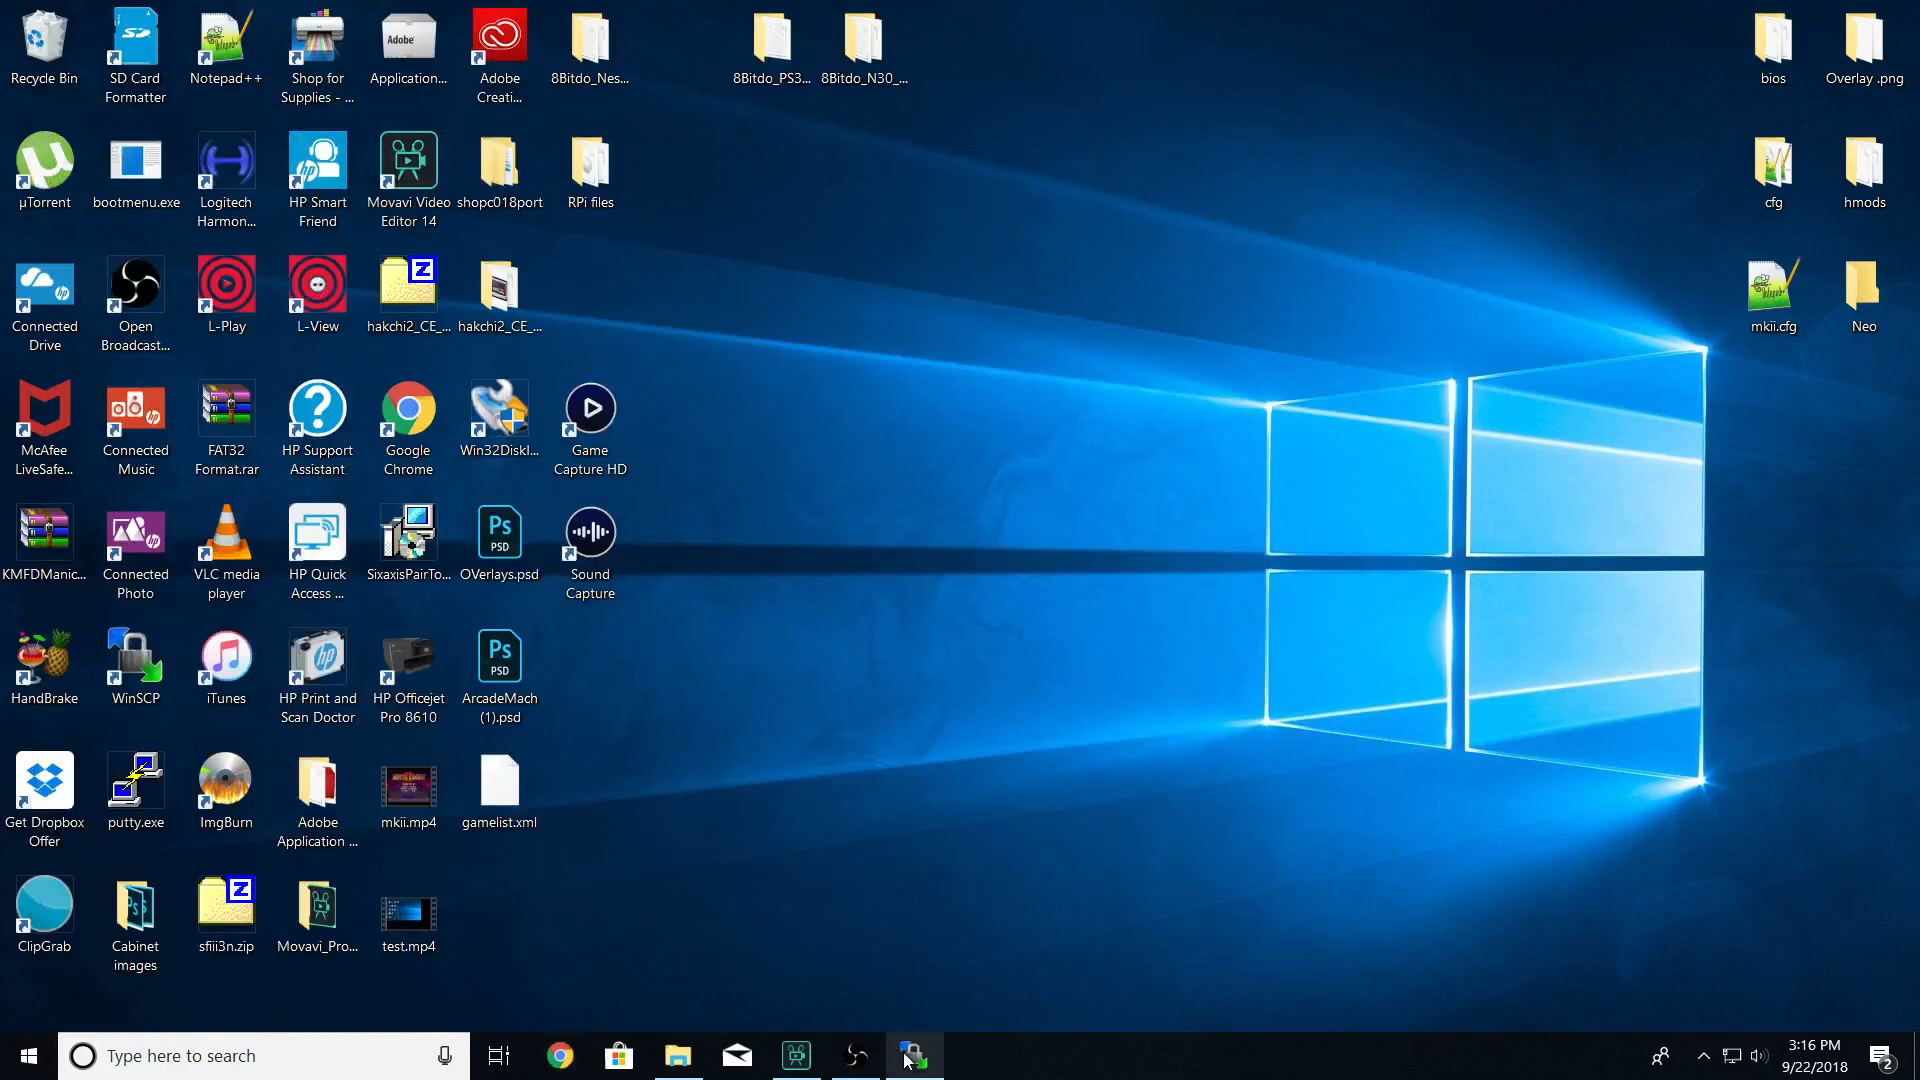 Recycle Bin
SD Card
Formatter
Notepad++
Shop for
Supplies - ...
Adobe
Application...
Adobe
Creati...
8Bitdo_Nes...
8Bitdo_PS3...
8Bitdo_N30_...
bios
Overlay .png
µTorrent
bootmenu.exe
Logitech
Harmon...
HP Smart
Friend
Movavi Video
Editor 14
shopc018port
RPi files
cfg
hmods
Connected
Drive
Open
Broadcast...
L-Play
L-View
hakchi2_CE_...
hakchi2_CE_...
mkii.cfg
Neo
McAfee
LiveSafe...
Connected
Music
FAT32
Format.rar
HP Support
Assistant
Google
Chrome
Win32DiskI...
Game
Capture HD
KMFDManic...
Connected
Photo
VLC media
player
HP Quick
Access ...
SixaxisPairTo...
Ps
PSD
OVerlays.psd
Sound
Capture
HandBrake
WinSCP
iTunes
HP Print and
Scan Doctor
HP Officejet
Pro 8610
Ps
PSD
ArcadeMach
(1).psd
Get Dropbox
Offer
putty.exe
ImgBurn
Adobe
Application ...
mkii.mp4
gamelist.xml
ClipGrab
Cabinet
images
sfiii3n.zip
Movavi_Pro...
test.mp4
Type here to search
3:16 PM
9/22/2018
2